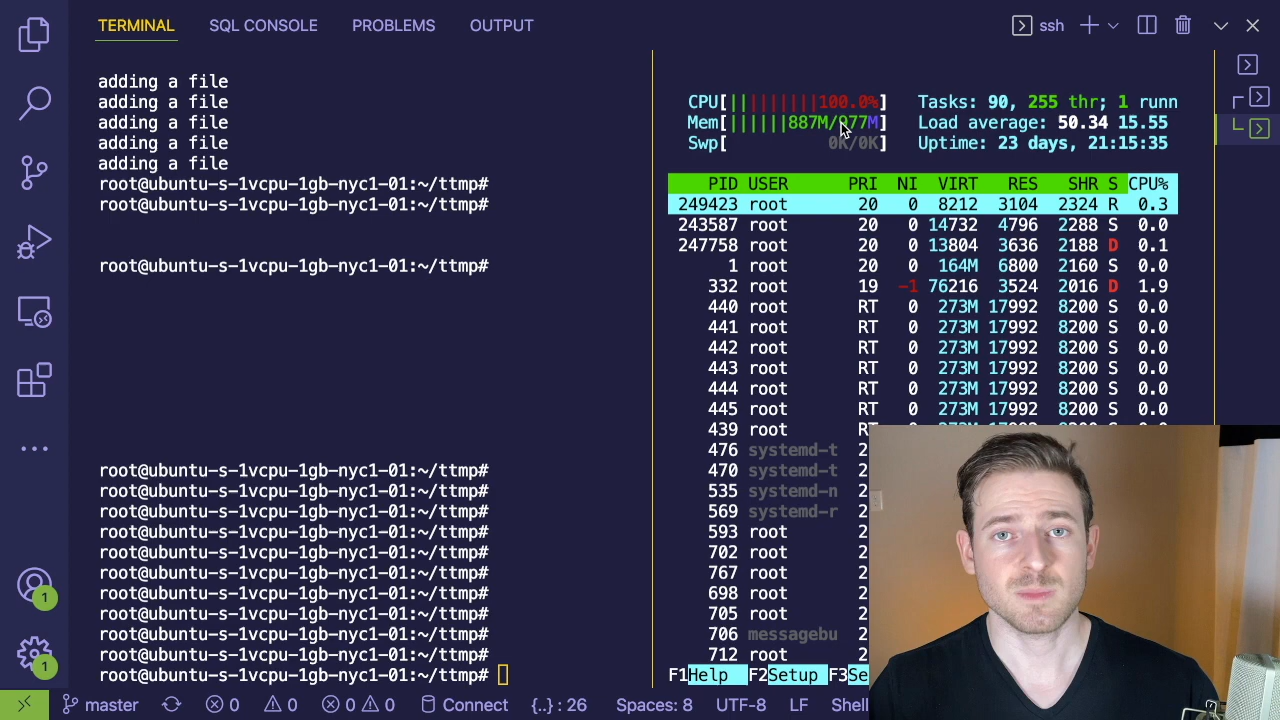 TERMINAL SQL CONSOLE PROBLEMS OUTPUT ssh
adding a file
adding a file
adding a file
adding a file
adding a file
root@ubuntu-s-1vcpu-1gb-nyc1-01:~/ttmp#
root@ubuntu-s-1vcpu-1gb-nyc1-01:~/ttmp#
root@ubuntu-s-1vcpu-1gb-nyc1-01:~/ttmp#
root@ubuntu-s-1vcpu-1gb-nyc1-01:~/ttmp#
root@ubuntu-s-1vcpu-1gb-nyc1-01:~/ttmp#
root@ubuntu-s-1vcpu-1gb-nyc1-01:~/ttmp#
root@ubuntu-s-1vcpu-1gb-nyc1-01:~/ttmp#
root@ubuntu-s-1vcpu-1gb-nyc1-01:~/ttmp#
root@ubuntu-s-1vcpu-1gb-nyc1-01:~/ttmp#
root@ubuntu-s-1vcpu-1gb-nyc1-01:~/ttmp#
root@ubuntu-s-1vcpu-1gb-nyc1-01:~/ttmp#
root@ubuntu-s-1vcpu-1gb-nyc1-01:~/ttmp#
root@ubuntu-s-1vcpu-1gb-nyc1-01:~/ttmp#
root@ubuntu-s-1vcpu-1gb-nyc1-01:~/ttmp#
CPU[|||||||||100.0%] Tasks: 90, 255 thr; 1 runn
Mem[||||||887M/977M] Load average: 50.34 15.55
Swp[ 0K/0K] Uptime: 23 days, 21:15:35
PID USER PRI NI VIRT RES SHR S CPU%
249423 root 20 0 8212 3104 2324 R 0.3
243587 root 20 0 14732 4796 2288 S 0.0
247758 root 20 0 13804 3636 2188 D 0.1
1 root 20 0 164M 6800 2160 S 0.0
332 root 19 -1 76216 3524 2016 D 1.9
440 root RT 0 273M 17992 8200 S 0.0
441 root RT 0 273M 17992 8200 S 0.0
442 root RT 0 273M 17992 8200 S 0.0
443 root RT 0 273M 17992 8200 S 0.0
444 root RT 0 273M 17992 8200 S 0.0
445 root RT 0 273M 17992 8200 S 0.0
439 root RT
476 systemd-t 2
470 systemd-t 2
535 systemd-n 2
569 systemd-r 2
593 root 2
702 root 2
767 root 2
698 root 2
705 root 2
706 messagebu 2
712 root 2
F1Help F2Setup F3Se
1
1
master 0 0 0 0 Connect {..} : 26 Spaces: 8 UTF-8 LF Shell